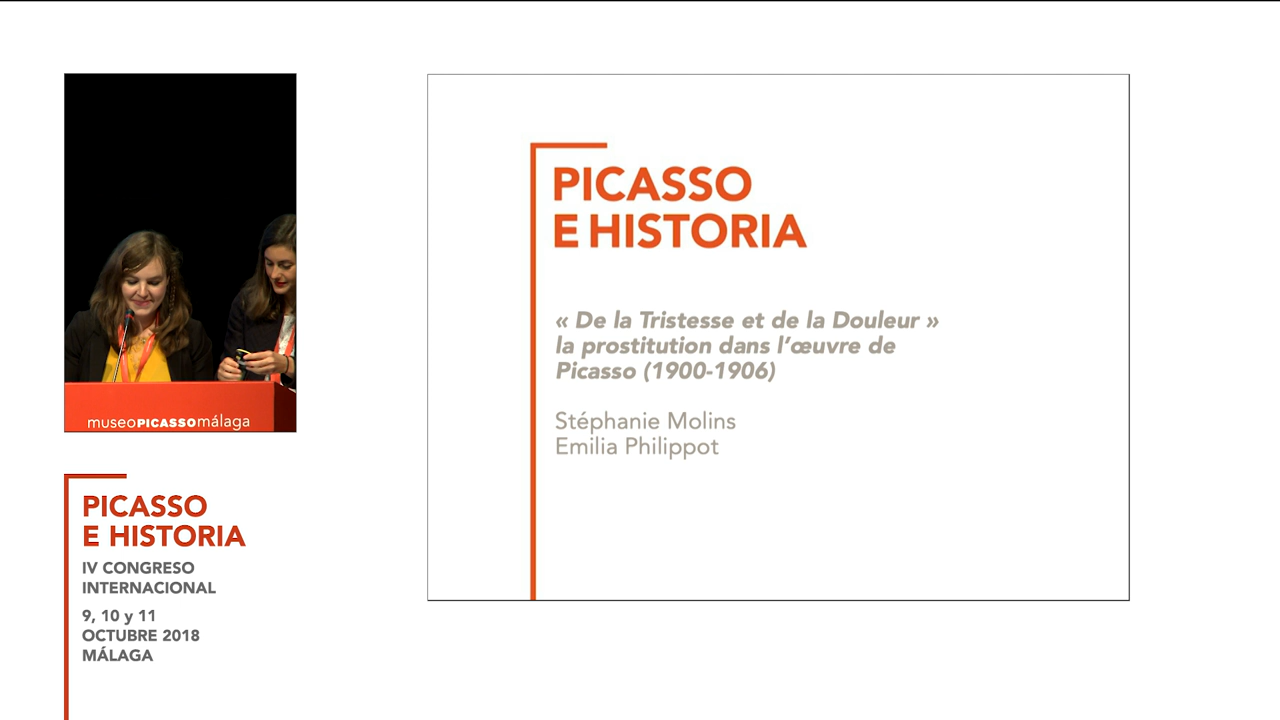 museoPICASSOmálaga
PICASSO
E HISTORIA
IV CONGRESO
INTERNACIONAL
9, 10 y 11
OCTUBRE 2018
MÁLAGA
PICASSO
E HISTORIA
« De la Tristesse et de la Douleur »
la prostitution dans l’œuvre de
Picasso (1900-1906)
Stéphanie Molins
Emilia Philippot